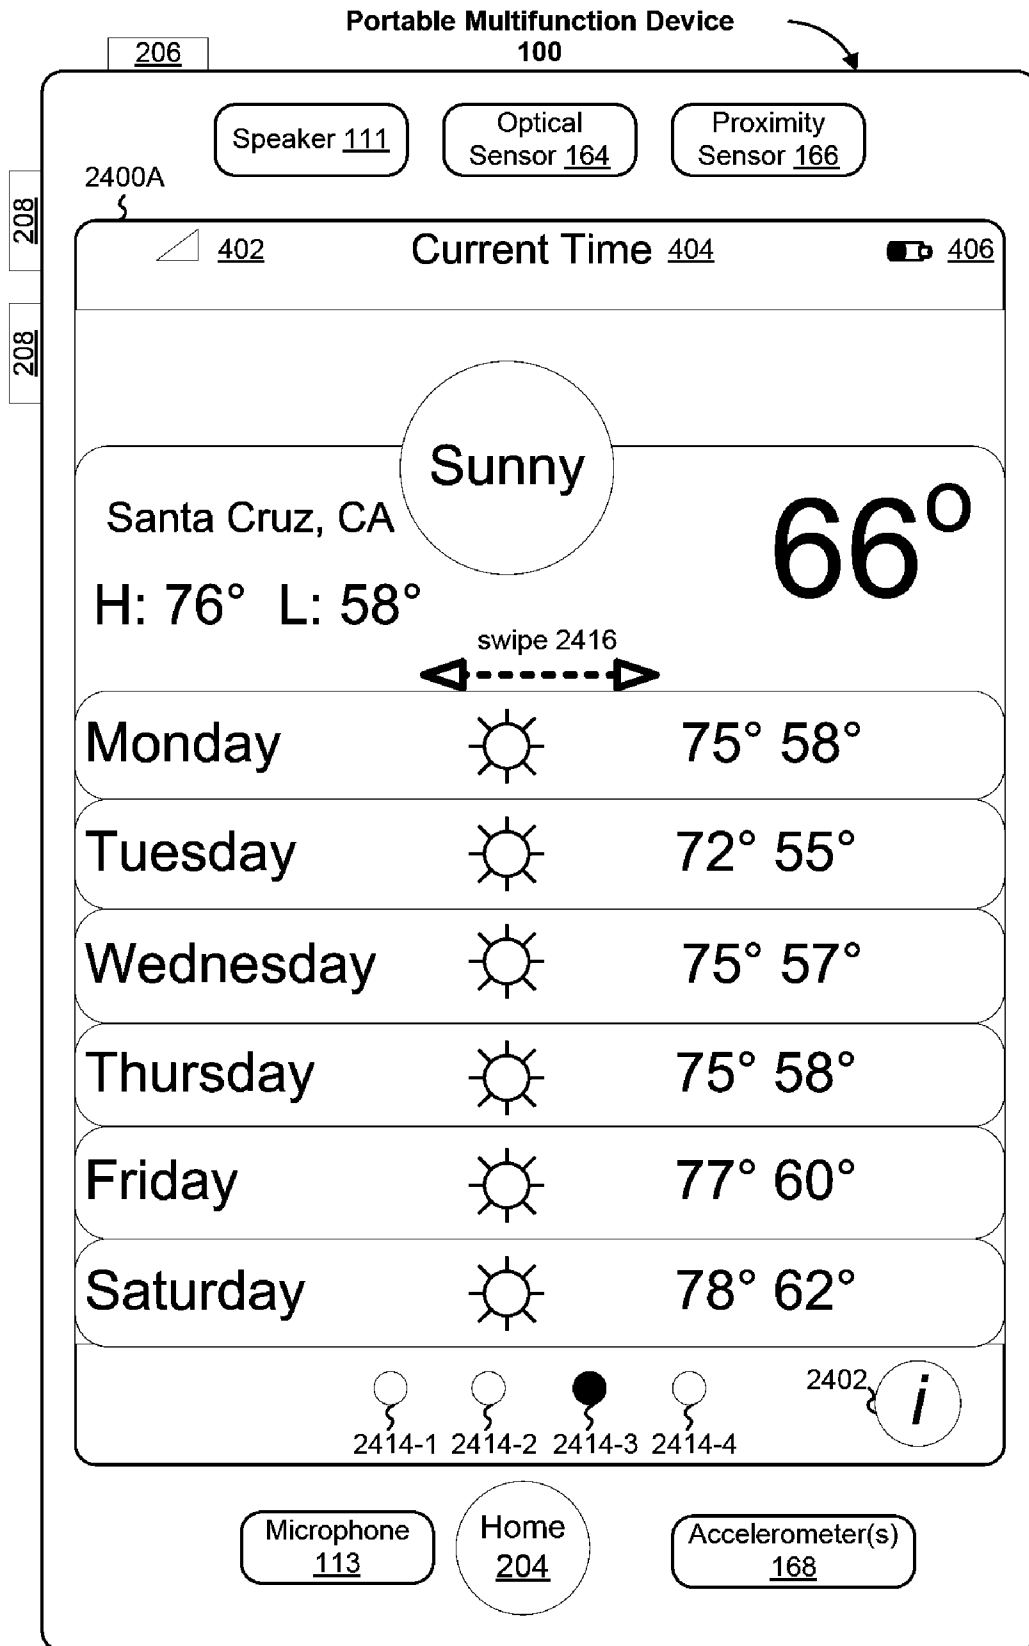 Portable Multifunction Device
100
206
Speaker 111
Optical
Sensor 164
Proximity
Sensor 166
2400A
208
208
402
Current Time 404
406
Sunny
Santa Cruz, CA
66°
H: 76° L: 58°
swipe 2416
Monday 75° 58°
Tuesday 72° 55°
Wednesday 75° 57°
Thursday 75° 58°
Friday 77° 60°
Saturday 78° 62°
2402
i
2414-1 2414-2 2414-3 2414-4
Microphone
113
Home
204
Accelerometer(s)
168